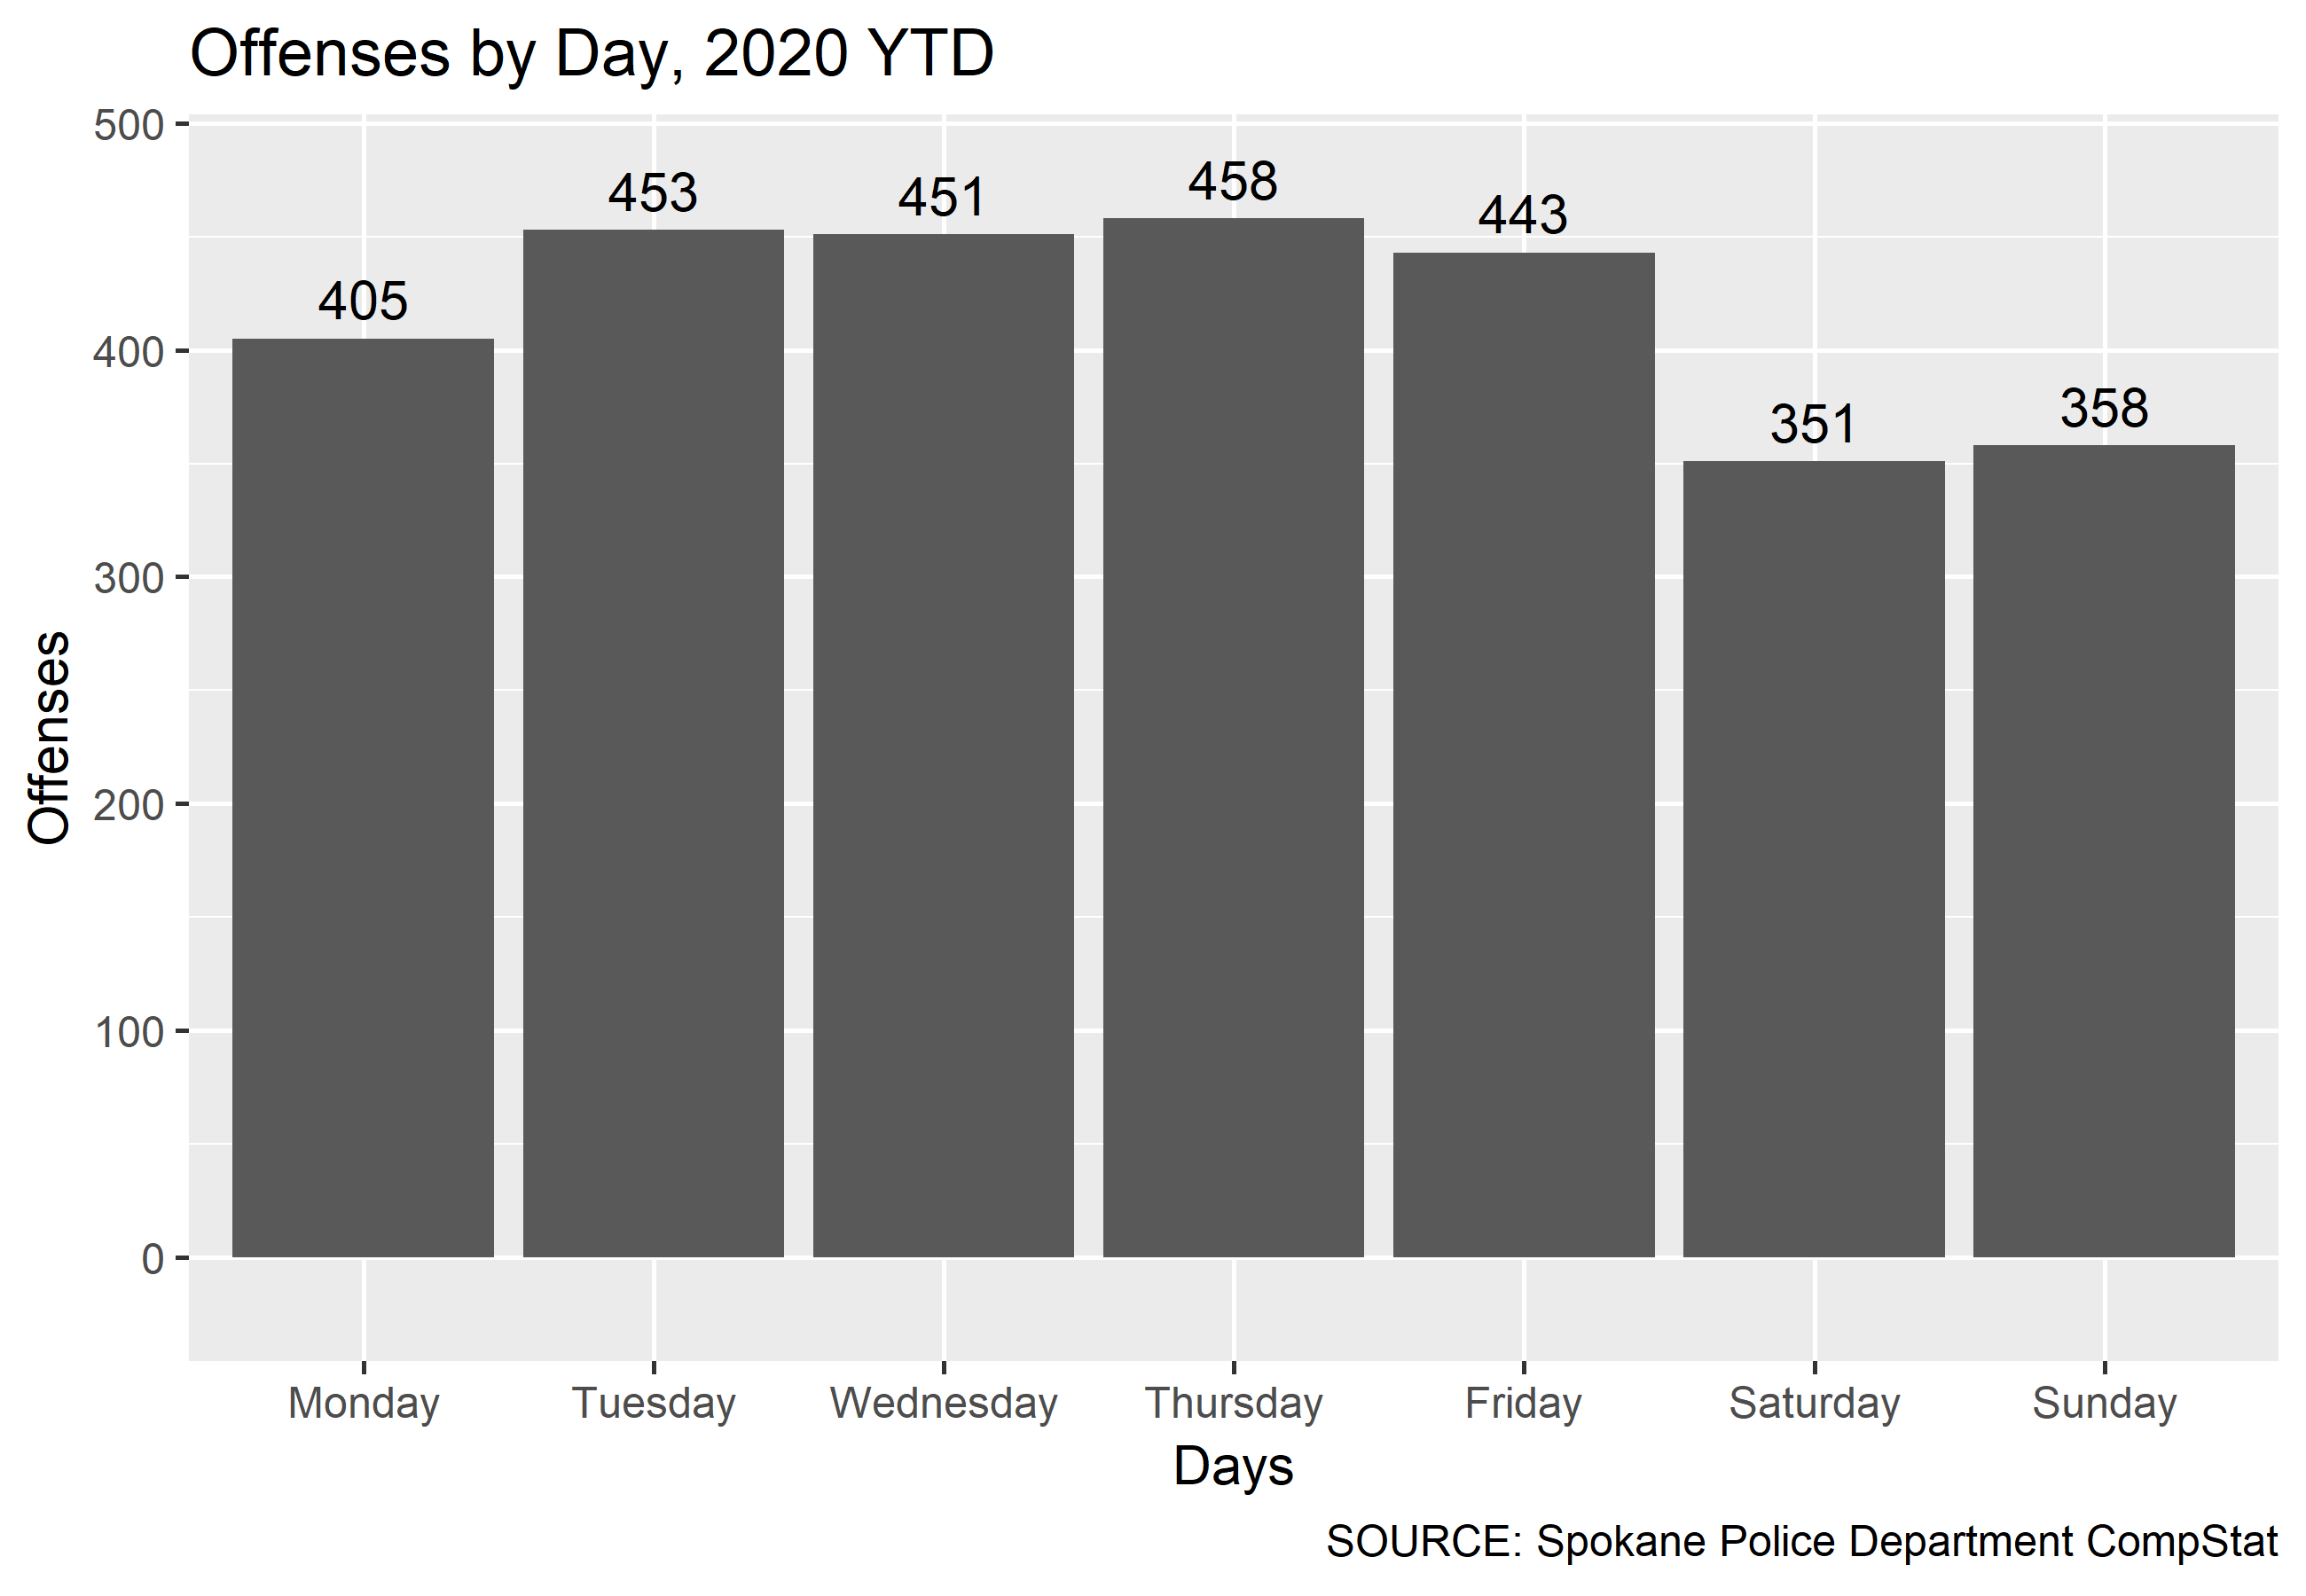 Offenses by Day, 2020 YTD
500
400
300
200
100
0
Offenses
405
453
451
458
443
351
358
Monday Tuesday Wednesday Thursday Friday Saturday Sunday
Days
SOURCE: Spokane Police Department CompStat